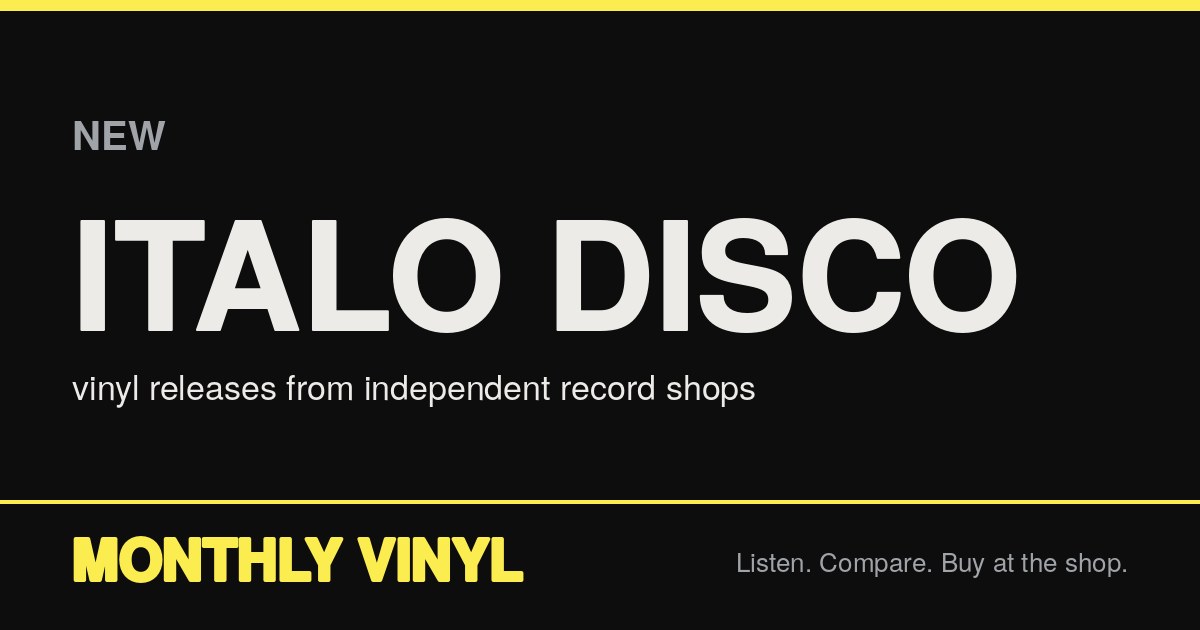 NEW
ITALO DISCO
vinyl releases from independent record shops
MONTHLY VINYL
Listen. Compare. Buy at the shop.